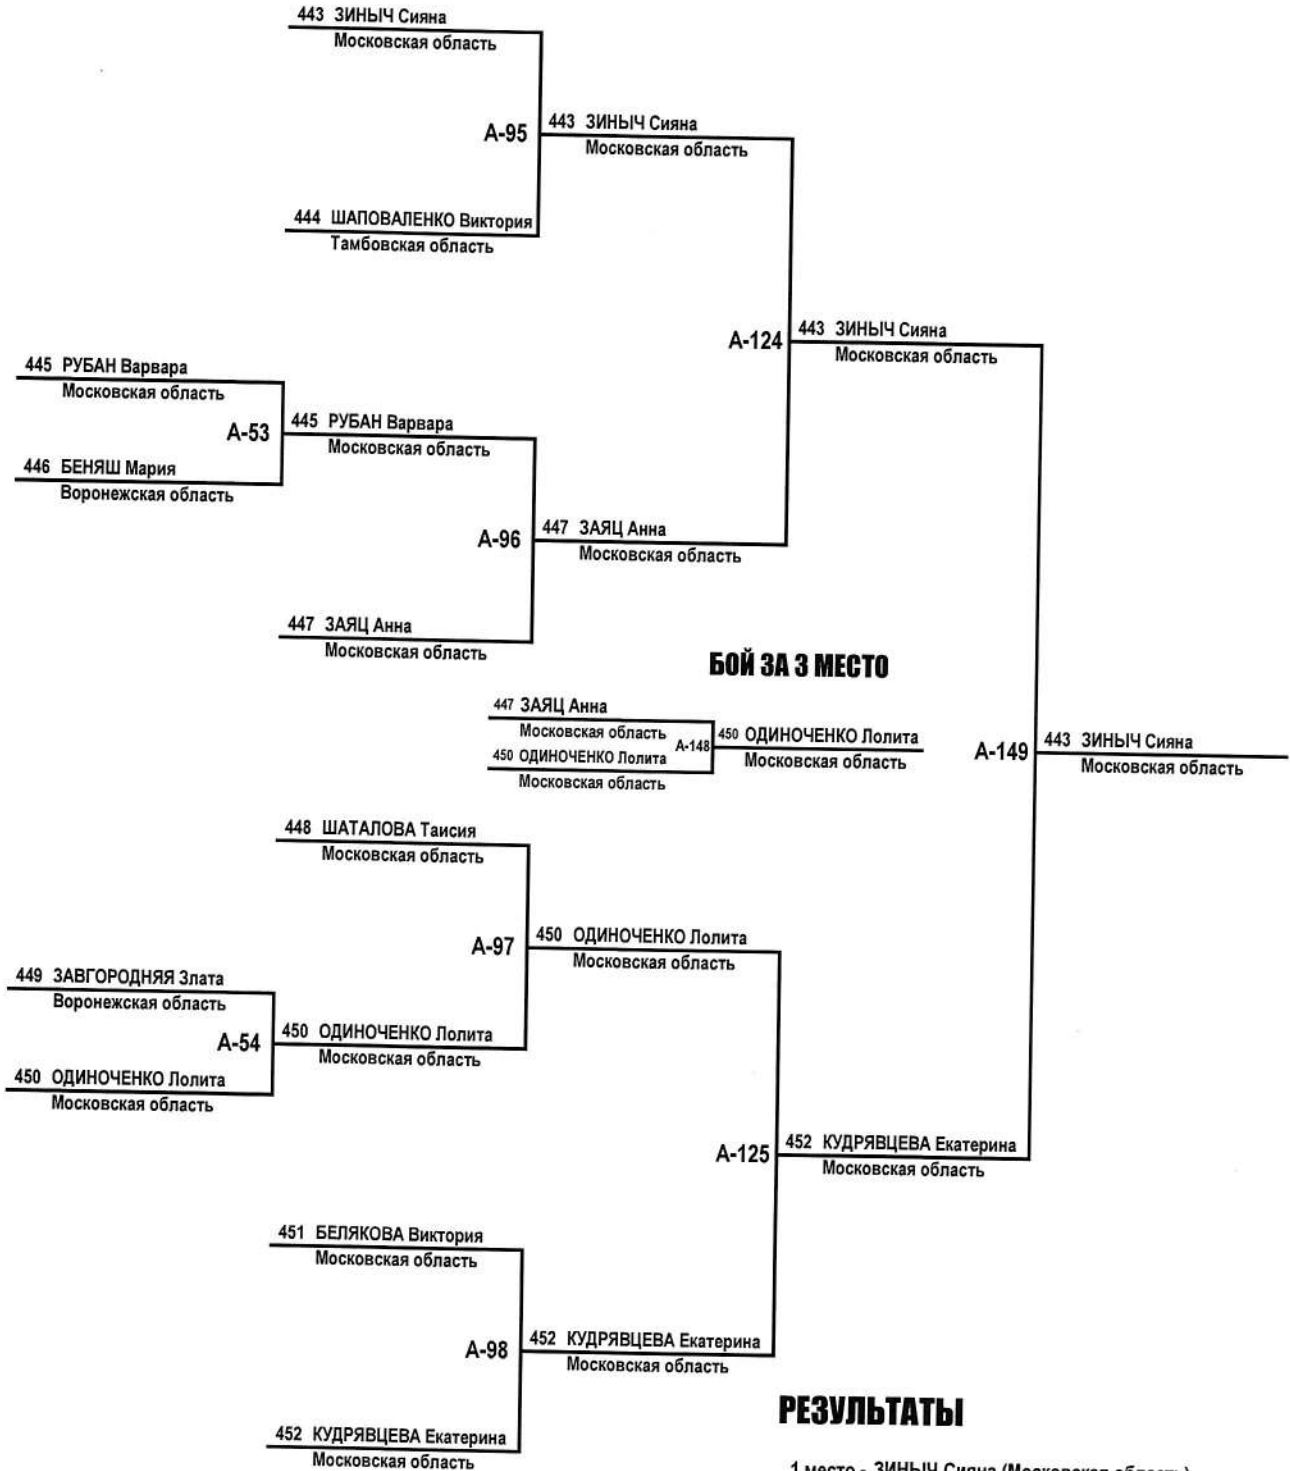 443 ЗИНЫЧ Сияна
Московская область
А-95
443 ЗИНЫЧ Сияна
Московская область
444 ШАПОВАЛЕНКО Виктория
Тамбовская область
А-124
443 ЗИНЫЧ Сияна
Московская область
445 РУБАН Варвара
Московская область
А-53
445 РУБАН Варвара
Московская область
446 БЕНЯШ Мария
Воронежская область
А-96
447 ЗАЯЦ Анна
Московская область
447 ЗАЯЦ Анна
Московская область
БОЙ ЗА 3 МЕСТО
447 ЗАЯЦ Анна
Московская область
А-148
450 ОДИНОЧЕНКО Лолита
Московская область
450 ОДИНОЧЕНКО Лолита
Московская область
А-149
443 ЗИНЫЧ Сияна
Московская область
448 ШАТАЛОВА Таисия
Московская область
А-97
450 ОДИНОЧЕНКО Лолита
Московская область
449 ЗАВГОРОДНЯЯ Злата
Воронежская область
А-54
450 ОДИНОЧЕНКО Лолита
Московская область
450 ОДИНОЧЕНКО Лолита
Московская область
А-125
452 КУДРЯВЦЕВА Екатерина
Московская область
451 БЕЛЯКОВА Виктория
Московская область
А-98
452 КУДРЯВЦЕВА Екатерина
Московская область
452 КУДРЯВЦЕВА Екатерина
Московская область
РЕЗУЛЬТАТЫ
1 место - ЗИНЫЧ Сияна (Московская область)